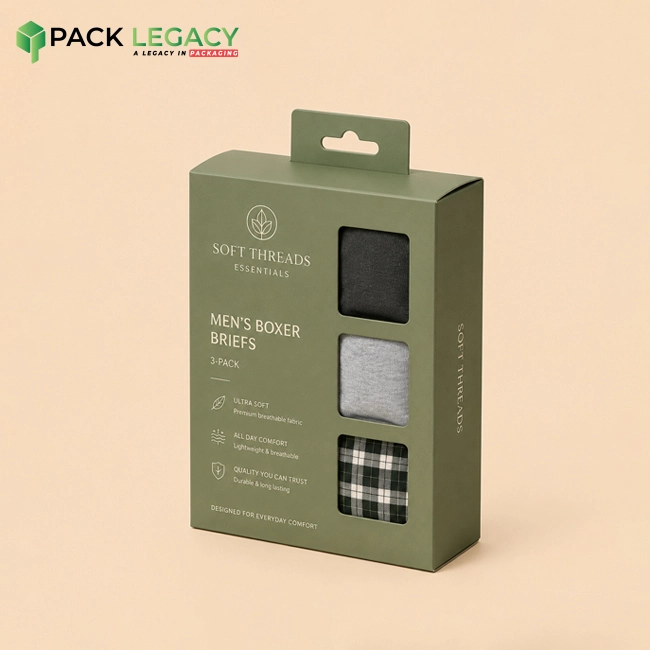 PACK LEGACY
A LEGACY IN PACKAGING
SOFT THREADS
ESSENTIALS
MEN'S BOXER
BRIEFS
3-PACK
ULTRA SOFT
Premium breathable fabric
ALL DAY COMFORT
Lightweight & breathable
QUALITY YOU CAN TRUST
Durable & long lasting
DESIGNED FOR EVERYDAY COMFORT
SOFT THREADS